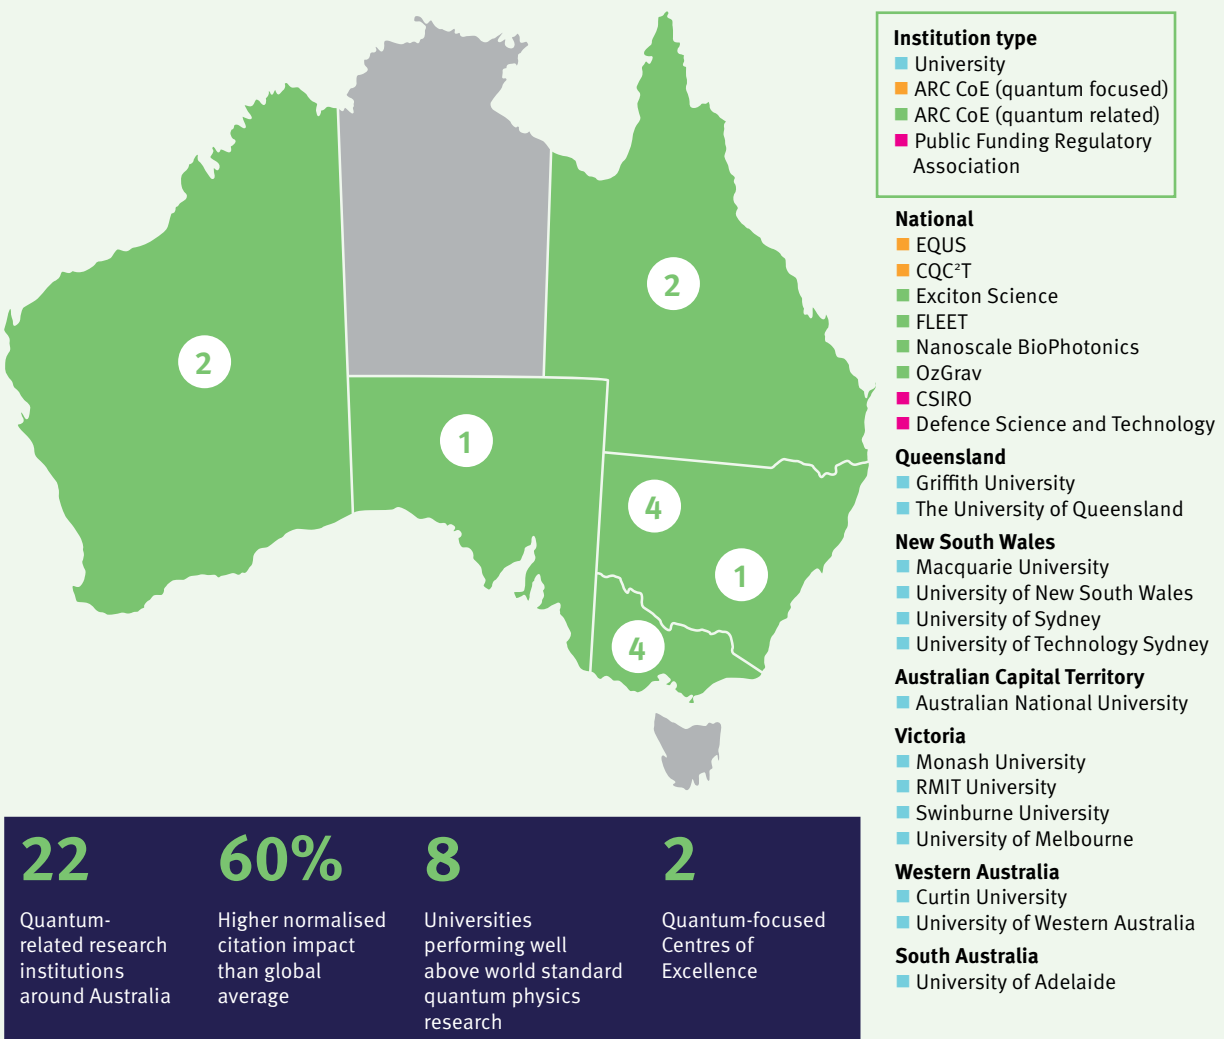 Institution type
University
ARC CoE (quantum focused)
ARC CoE (quantum related)
Public Funding Regulatory
Association
National
EQUS
CQC²T
Exciton Science
FLEET
Nanoscale BioPhotonics
OzGrav
CSIRO
Defence Science and Technology
Queensland
Griffith University
The University of Queensland
New South Wales
Macquarie University
University of New South Wales
University of Sydney
University of Technology Sydney
Australian Capital Territory
Australian National University
Victoria
Monash University
RMIT University
Swinburne University
University of Melbourne
Western Australia
Curtin University
University of Western Australia
South Australia
University of Adelaide
2
2
1
4
1
4
22
Quantum-
related research
institutions
around Australia
60%
Higher normalised
citation impact
than global
average
8
Universities
performing well
above world standard
quantum physics
research
2
Quantum-focused
Centres of
Excellence